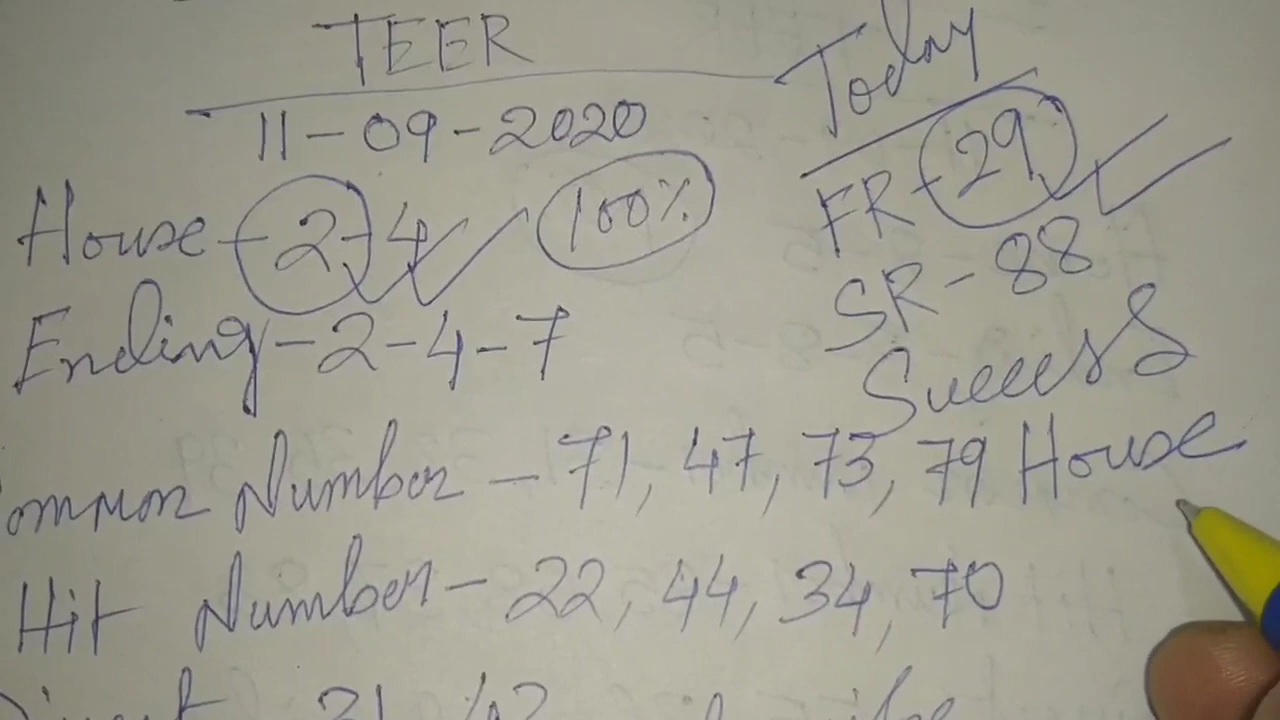 TEER
11-09-2020
Today
FR-29
SR-88
Success
House-2-4 100%
Ending-2-4-7
Common Number - 71, 47, 73, 79 House
Hit Number - 22, 44, 34, 70